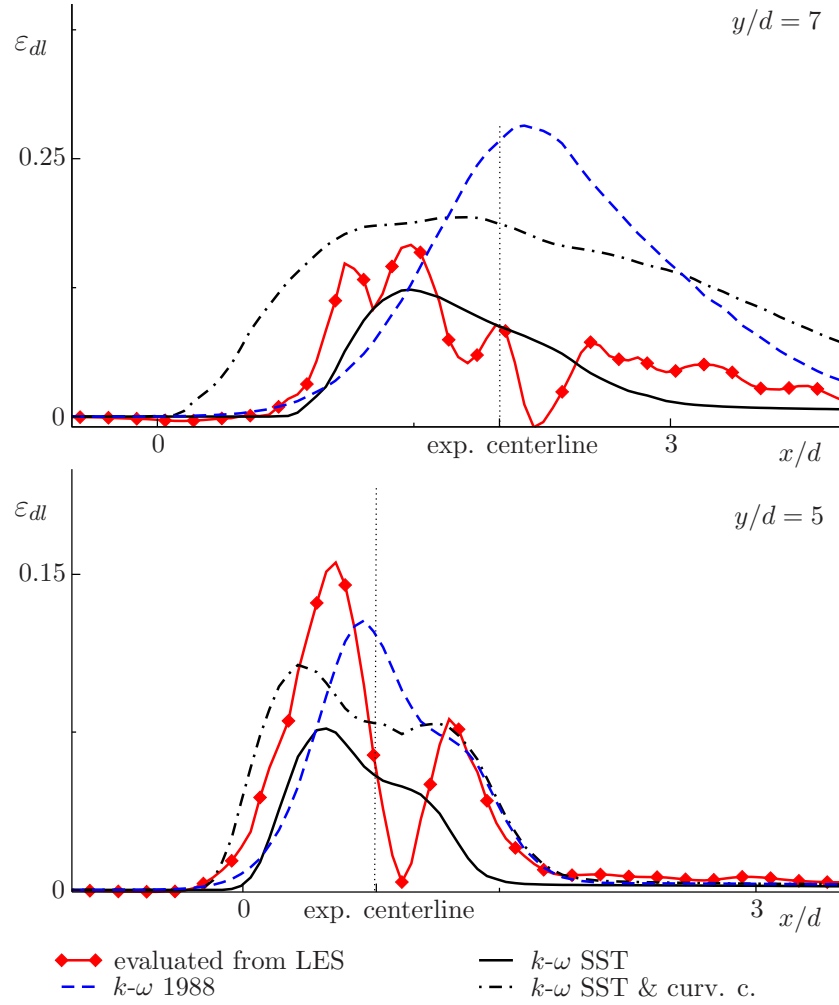 ε_dl
y/d = 7
0.25
0
0
exp. centerline
3
x/d
ε_dl
y/d = 5
0.15
0
0
exp. centerline
3
x/d
evaluated from LES
k-ω SST
k-ω 1988
k-ω SST & curv. c.